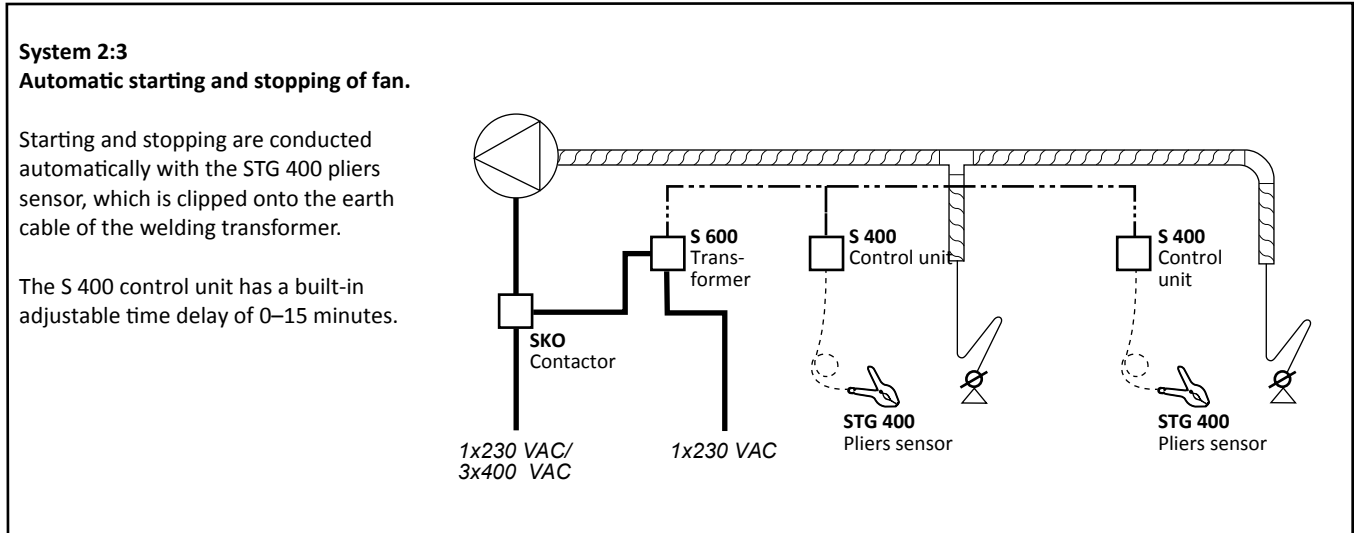 System 2:3
Automatic starting and stopping of fan.
Starting and stopping are conducted
automatically with the STG 400 pliers
sensor, which is clipped onto the earth
cable of the welding transformer.
The S 400 control unit has a built-in
adjustable time delay of 0–15 minutes.
S 600
Trans-
former
S 400
Control unit
S 400
Control
unit
SKO
Contactor
STG 400
Pliers sensor
STG 400
Pliers sensor
1x230 VAC/
3x400 VAC
1x230 VAC